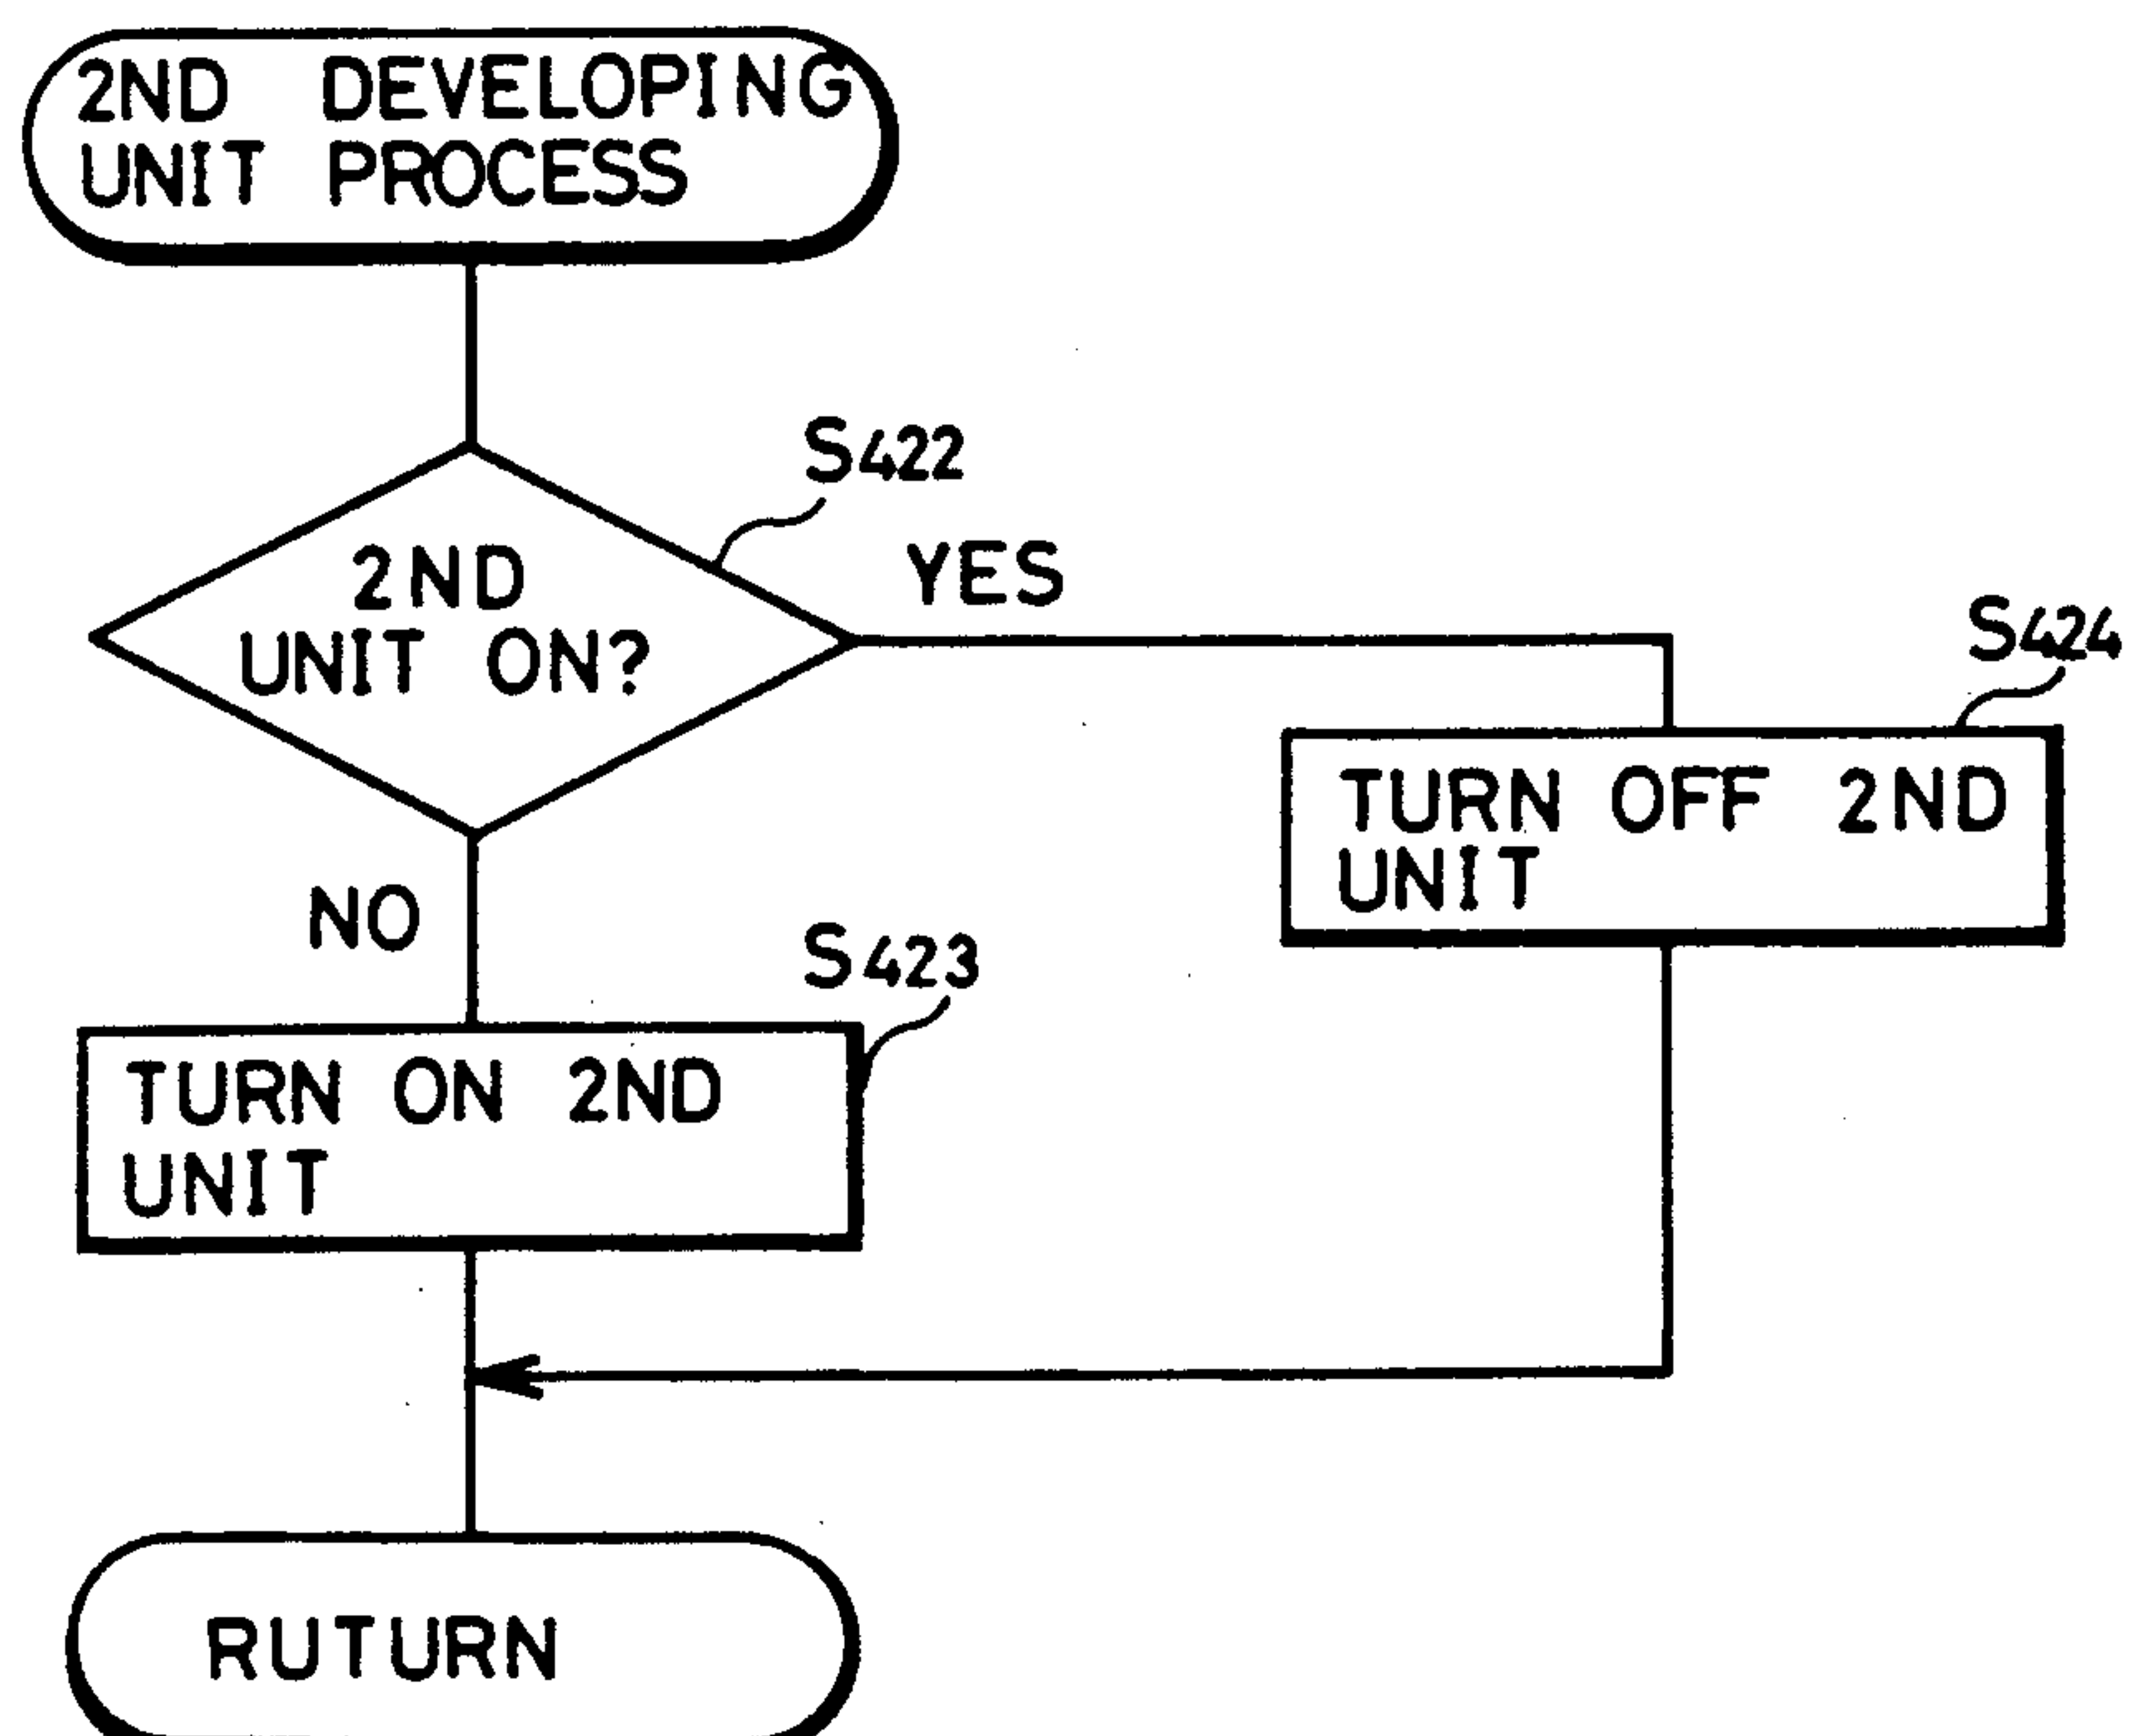 2ND DEVELOPING
UNIT PROCESS
S422
2ND
UNIT ON?
YES
S424
TURN OFF 2ND
UNIT
NO
S423
TURN ON 2ND
UNIT
RUTURN